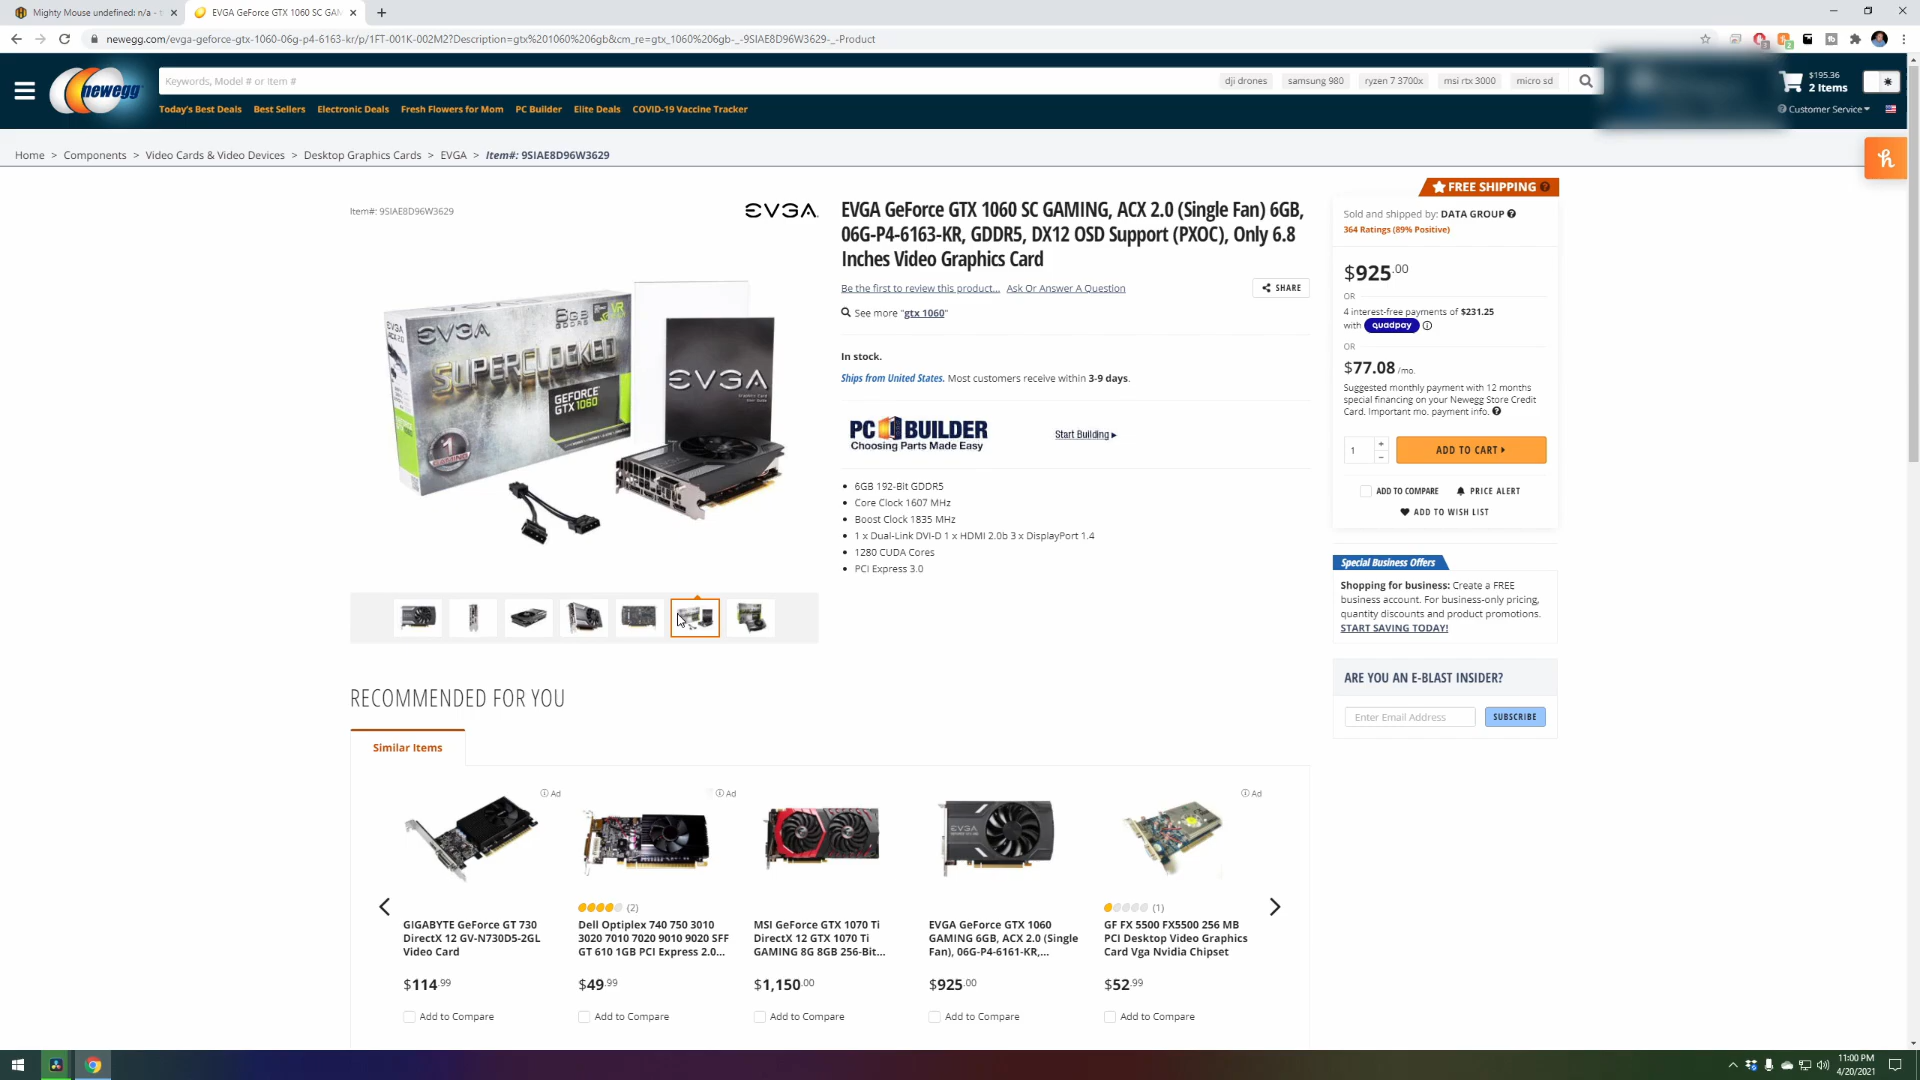 Mighty Mouse undefined: n/a - t
EVGA GeForce GTX 1060 SC GAM
newegg.com/evga-geforce-gtx-1060-06g-p4-6163-kr/p/1FT-001K-002M2?Description=gtx%201060%206gb&cm_re=gtx_1060%206gb-_-9SIAE8D96W3629-_-Product
newegg
Keywords, Model # or Item #
dji drones
samsung 980
ryzen 7 3700x
msi rtx 3000
micro sd
$195.36
2 Items
Today's Best Deals
Best Sellers
Electronic Deals
Fresh Flowers for Mom
PC Builder
Elite Deals
COVID-19 Vaccine Tracker
Customer Service
Home > Components > Video Cards & Video Devices > Desktop Graphics Cards > EVGA > Item#: 9SIAE8D96W3629
Item#: 9SIAE8D96W3629
EVGA
EVGA
6GB
GDDR5
VR
SUPERCLOCKED
GEFORCE
GTX 1060
1
GAMING
EVGA
EVGA GeForce GTX 1060 SC GAMING, ACX 2.0 (Single Fan) 6GB,
06G-P4-6163-KR, GDDR5, DX12 OSD Support (PXOC), Only 6.8
Inches Video Graphics Card
Be the first to review this product...
Ask Or Answer A Question
SHARE
See more "gtx 1060"
In stock.
Ships from United States. Most customers receive within 3-9 days.
PC BUILDER
Choosing Parts Made Easy
Start Building
6GB 192-Bit GDDR5
Core Clock 1607 MHz
Boost Clock 1835 MHz
1 x Dual-Link DVI-D 1 x HDMI 2.0b 3 x DisplayPort 1.4
1280 CUDA Cores
PCI Express 3.0
FREE SHIPPING
Sold and shipped by: DATA GROUP
364 Ratings (89% Positive)
$925.00
OR
4 interest-free payments of $231.25
with quadpay
OR
$77.08 /mo.
Suggested monthly payment with 12 months
special financing on your Newegg Store Credit
Card. Important mo. payment info.
1
+
-
ADD TO CART
ADD TO COMPARE
PRICE ALERT
ADD TO WISH LIST
Special Business Offers
Shopping for business: Create a FREE
business account. For business-only pricing,
quantity discounts and product promotions.
START SAVING TODAY!
ARE YOU AN E-BLAST INSIDER?
Enter Email Address
SUBSCRIBE
RECOMMENDED FOR YOU
Similar Items
Ad
Ad
Ad
EVGA
(2)
(1)
GIGABYTE GeForce GT 730
DirectX 12 GV-N730D5-2GL
Video Card
$114.99
Add to Compare
Dell Optiplex 740 750 3010
3020 7010 7020 9010 9020 SFF
GT 610 1GB PCI Express 2.0...
$49.99
Add to Compare
MSI GeForce GTX 1070 Ti
DirectX 12 GTX 1070 Ti
GAMING 8G 8GB 256-Bit...
$1,150.00
Add to Compare
EVGA GeForce GTX 1060
GAMING 6GB, ACX 2.0 (Single
Fan), 06G-P4-6161-KR,...
$925.00
Add to Compare
GF FX 5500 FX5500 256 MB
PCI Desktop Video Graphics
Card Vga Nvidia Chipset
$52.99
Add to Compare
11:00 PM
4/20/2021